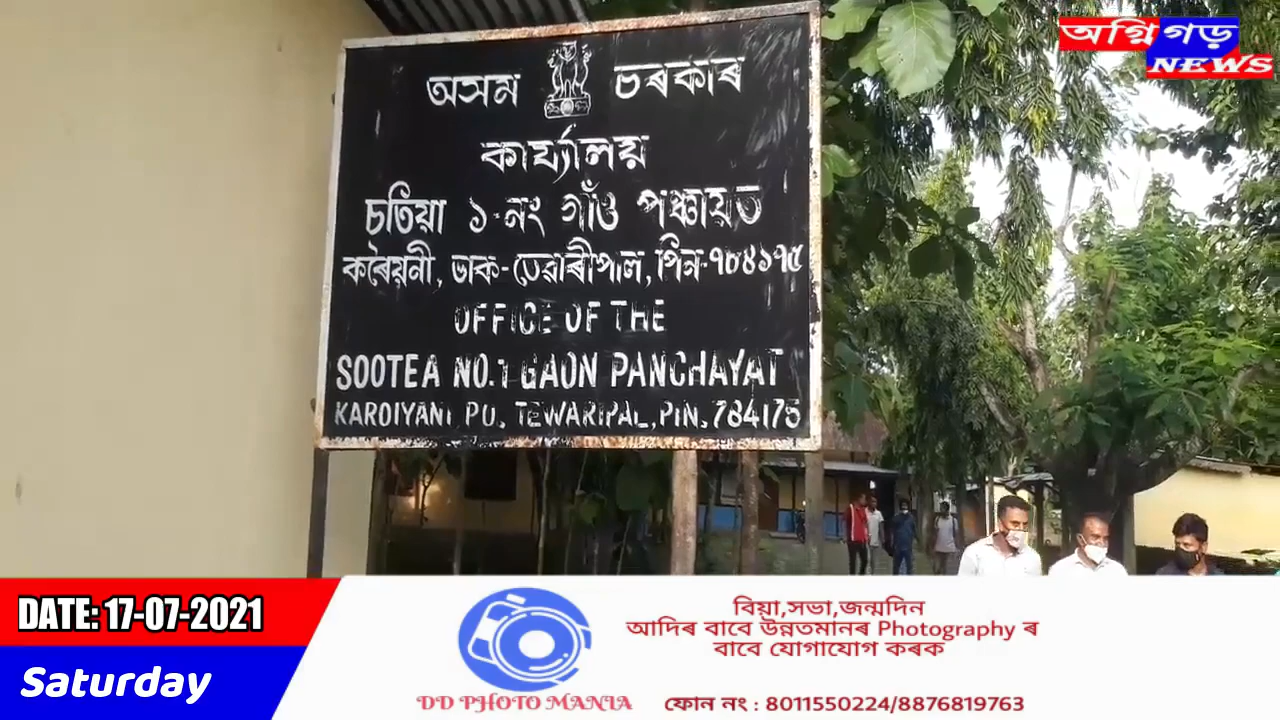 অগ্নিগড়
NEWS
অসম চৰকাৰ
কাৰ্য্যালয়
চতিয়া ১-নং গাঁও পঞ্চায়ত
কৰৈয়নী, ডাক-তেৱাৰীপাল, পিন-৭৮৪১৭৫
OFFICE OF THE
SOOTEA NO.1 GAON PANCHAYAT
KAROIYANI PO. TEWARIPAL, PIN. 784175
DATE: 17-07-2021
Saturday
DD PHOTO MANIA
বিয়া,সভা,জন্মদিন
আদিৰ বাবে উন্নতমানৰ Photography ৰ
বাবে যোগাযোগ কৰক
ফোন নং : 8011550224/8876819763